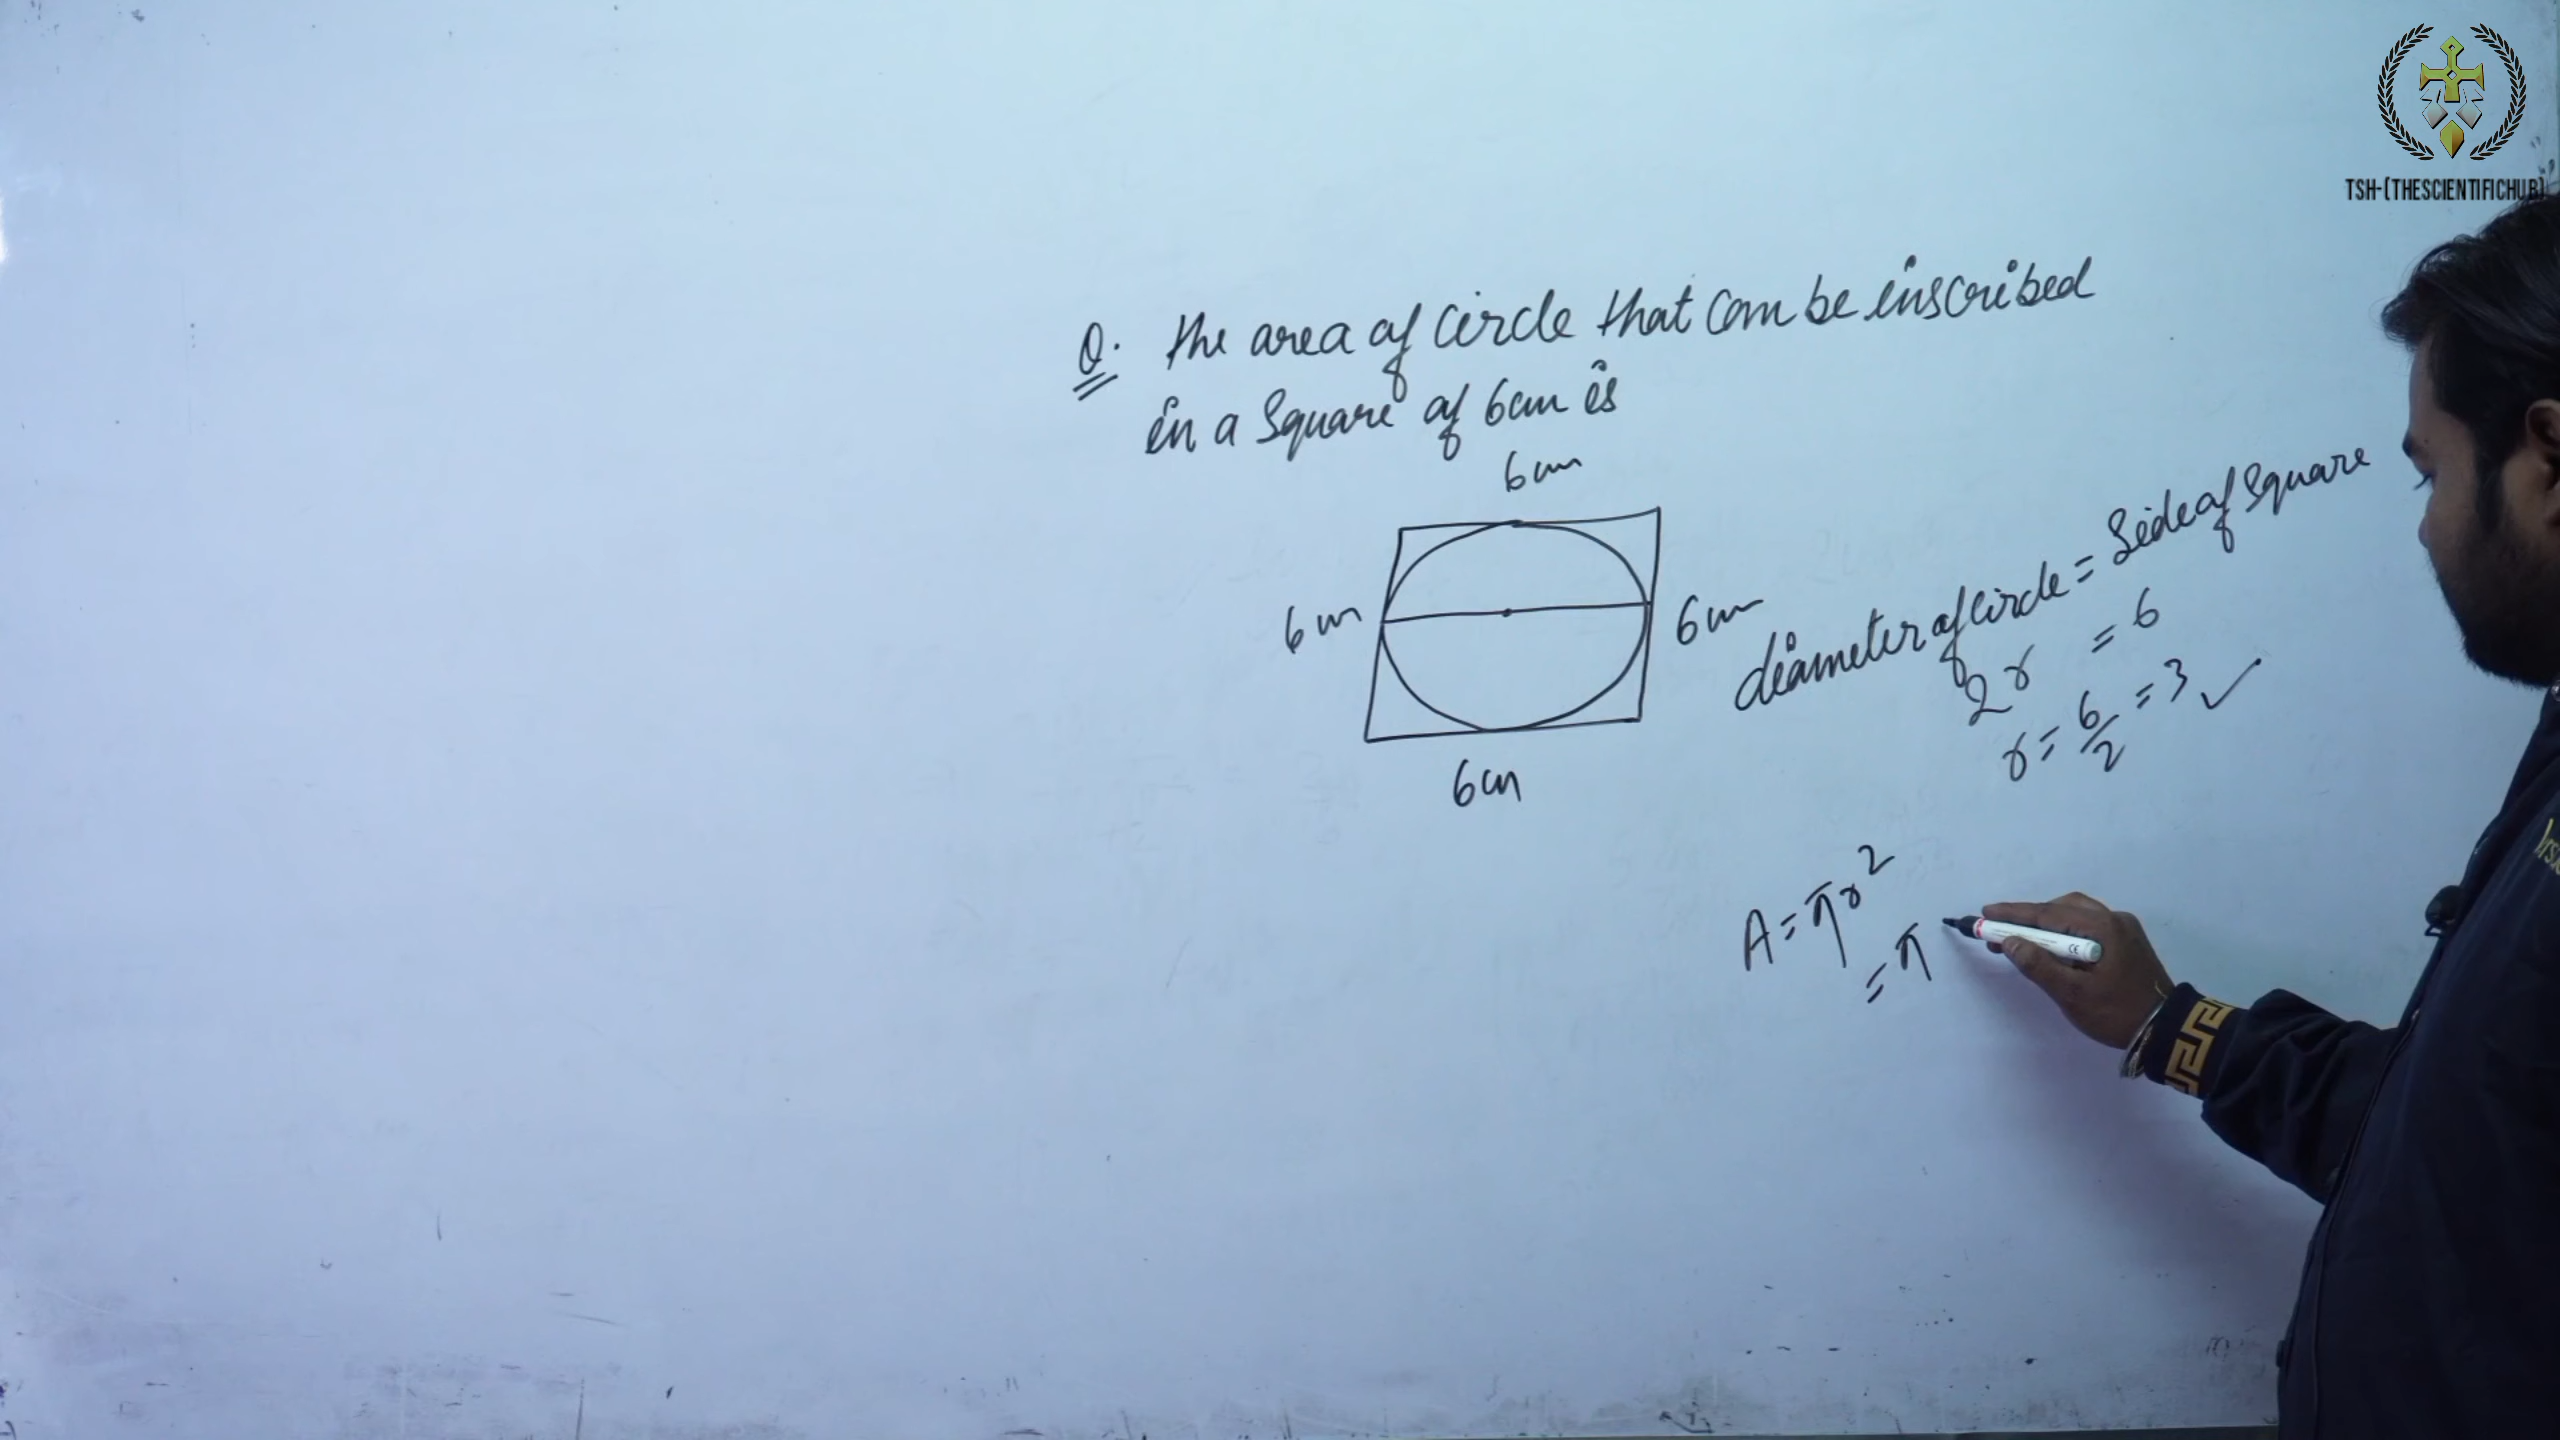 TSH-(THESCIENTIFICHUB)
Q. The area of circle that can be inscribed
in a square of 6cm is
6cm
6cm
6cm
6cm
diameter of circle = Side of square
2r = 6
r = 6/2 = 3 ✓
A = πr²
= π